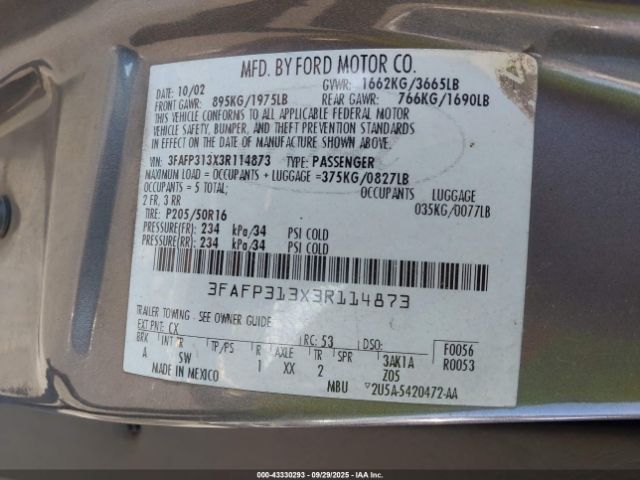 MFD. BY FORD MOTOR CO.
DATE: 10/02 GVWR: 1662KG/3665LB
FRONT GAWR: 895KG/1975LB REAR GAWR: 766KG/1690LB
THIS VEHICLE CONFORMS TO ALL APPLICABLE FEDERAL MOTOR
VEHICLE SAFETY, BUMPER, AND THEFT PREVENTION STANDARDS
IN EFFECT ON THE DATE OF MANUFACTURE SHOWN
ABOVE.
VIN: 3FAFP313X3R114873 TYPE: PASSENGER
MAXIMUM LOAD = OCCUPANTS + LUGGAGE = 375KG/0827LB
OCCUPANTS = 5 TOTAL; OCCUPANTS LUGGAGE
2 FR, 3 RR 035KG/0077LB
TIRE: P205/50R16
PRESSURE(FR): 234 kPa/34 PSI COLD
PRESSURE(RR): 234 kPa/34 PSI COLD
3FAFP313X3R114873
TRAILER TOWING - SEE OWNER GUIDE
EXT PNT: CX RC: 53 DSO: F0056
BRK INT TR TP/PS R AXLE TR SPR 3AK1A R0053
A SW 1 XX 2 Z05
MADE IN MEXICO MBU 2U5A-5420472-AA
000-43330293 - 09/29/2025 - IAAI Inc.